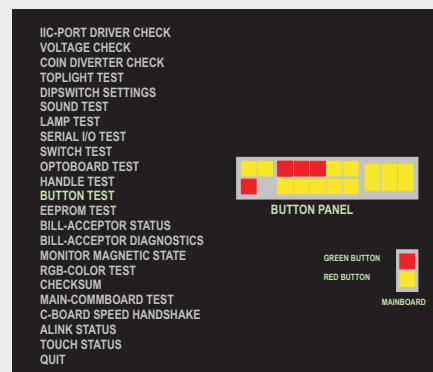 IIC-PORT DRIVER CHECK
VOLTAGE CHECK
COIN DIVERTER CHECK
TOPLIGHT TEST
DIPSWITCH SETTINGS
SOUND TEST
LAMP TEST
SERIAL I/O TEST
SWITCH TEST
OPTOBOARD TEST
HANDLE TEST
BUTTON TEST
EEPROM TEST
BILL-ACCEPTOR STATUS
BILL-ACCEPTOR DIAGNOSTICS
MONITOR MAGNETIC STATE
RGB-COLOR TEST
CHECKSUM
MAIN-COMMBOARD TEST
C-BOARD SPEED HANDSHAKE
ALINK STATUS
TOUCH STATUS
QUIT
BUTTON PANEL
GREEN BUTTON
RED BUTTON
MAINBOARD